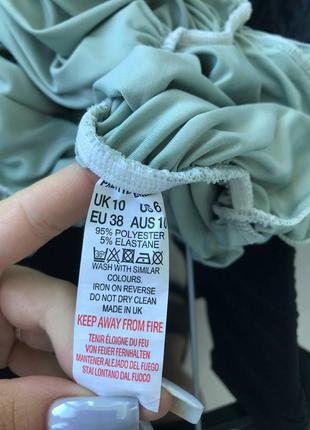 UK 10 US 6
EU 38 AUS 10
95% POLYESTER
5% ELASTANE
WASH WITH SIMILAR
COLOURS.
IRON ON REVERSE
DO NOT DRY CLEAN
MADE IN UK
KEEP AWAY FROM FIRE
TENIR ÉLOIGNE DU FEU
VON FEUER FERNHALTEN
MANTENER ALEJADO DEL FUEGO
STAI LONTANO DAL FUOCO